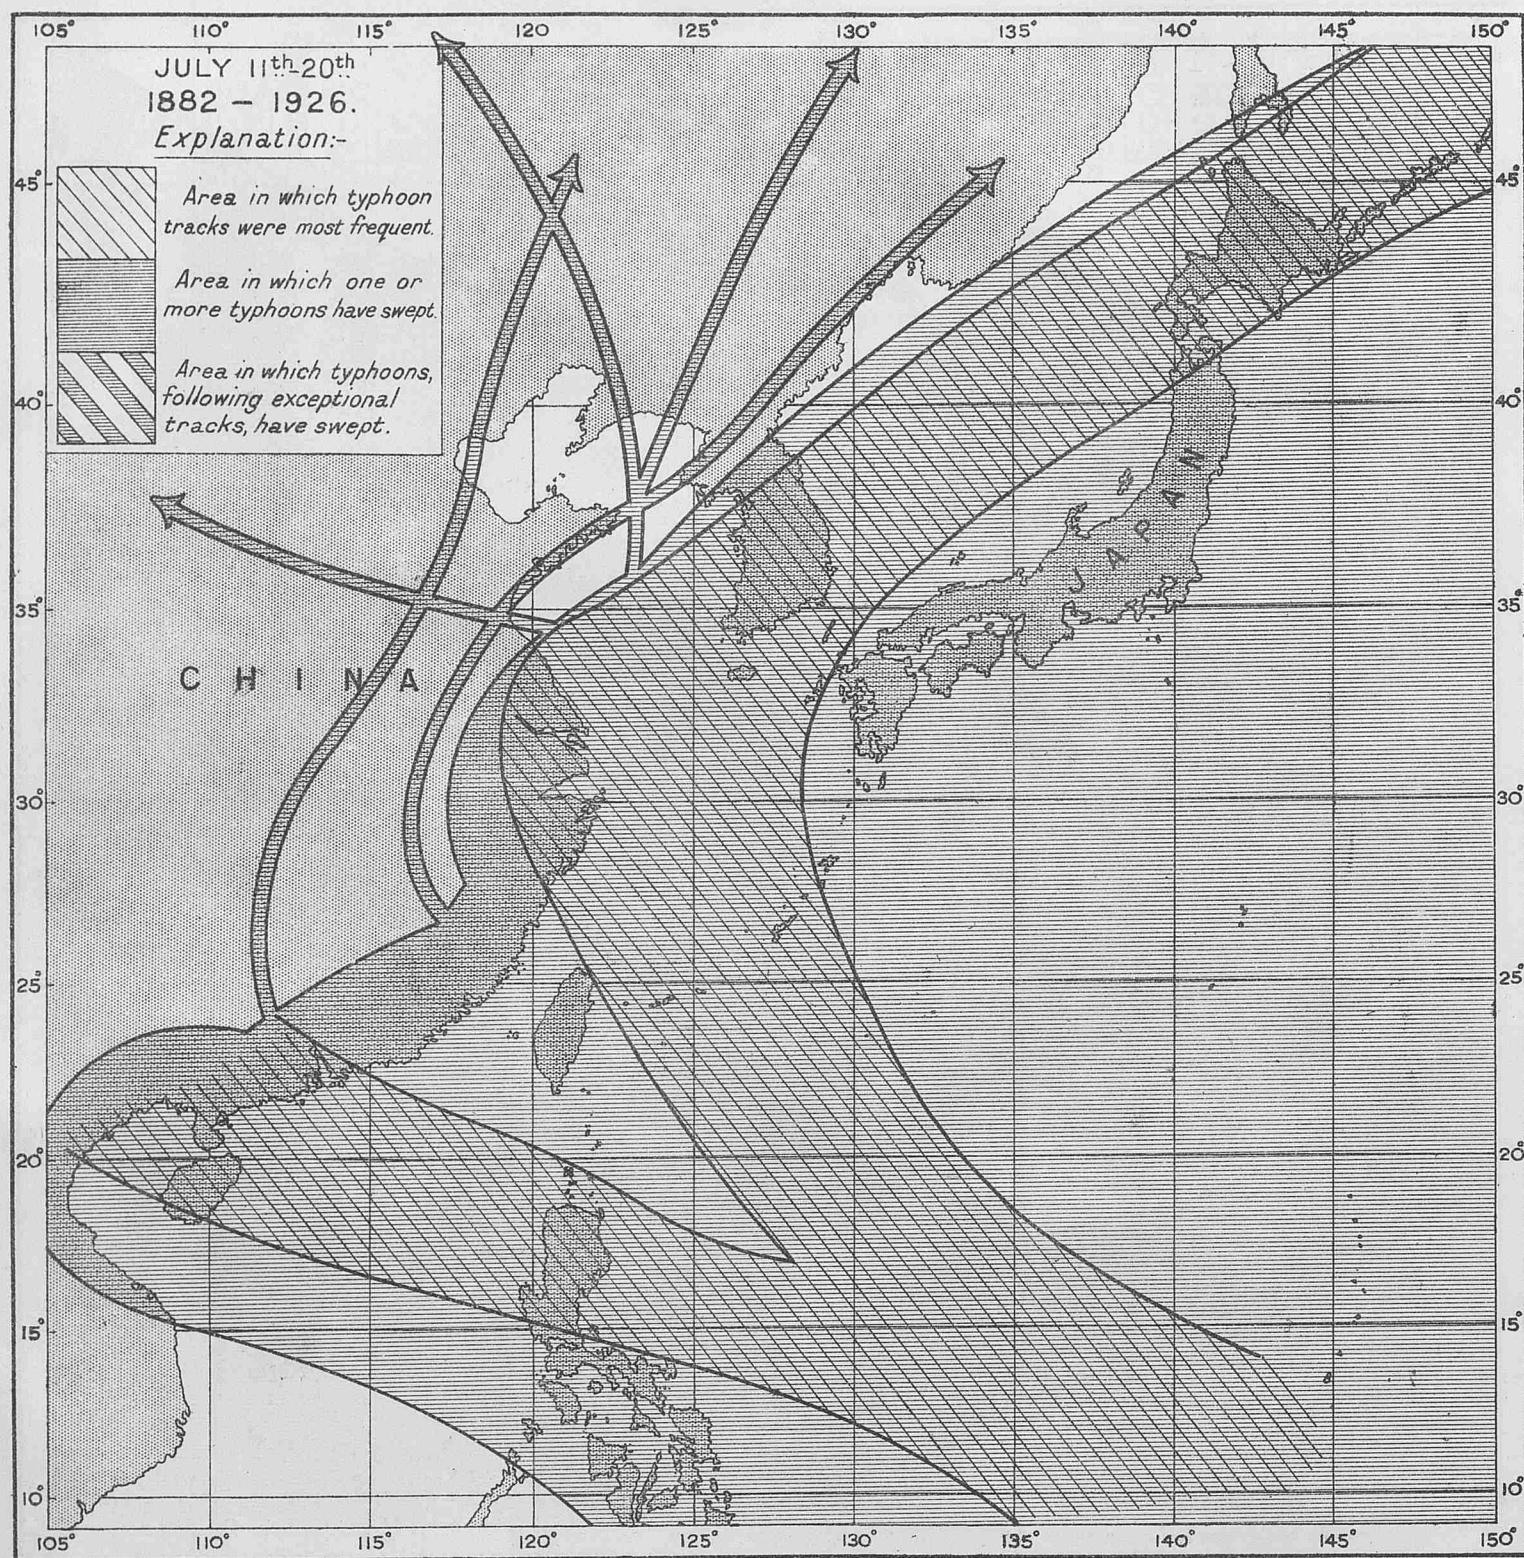 105° 110° 115° 120° 125° 130° 135° 140° 145° 150°
JULY 11th-20th
1882 – 1926.
Explanation:-
Area in which typhoon
tracks were most frequent.
Area in which one or
more typhoons have swept.
Area in which typhoons,
following exceptional
tracks, have swept.
45° 45°
40° 40°
JAPAN
35° 35°
CHINA
30° 30°
25° 25°
20° 20°
15° 15°
10° 10°
105° 110° 115° 120° 125° 130° 135° 140° 145° 150°